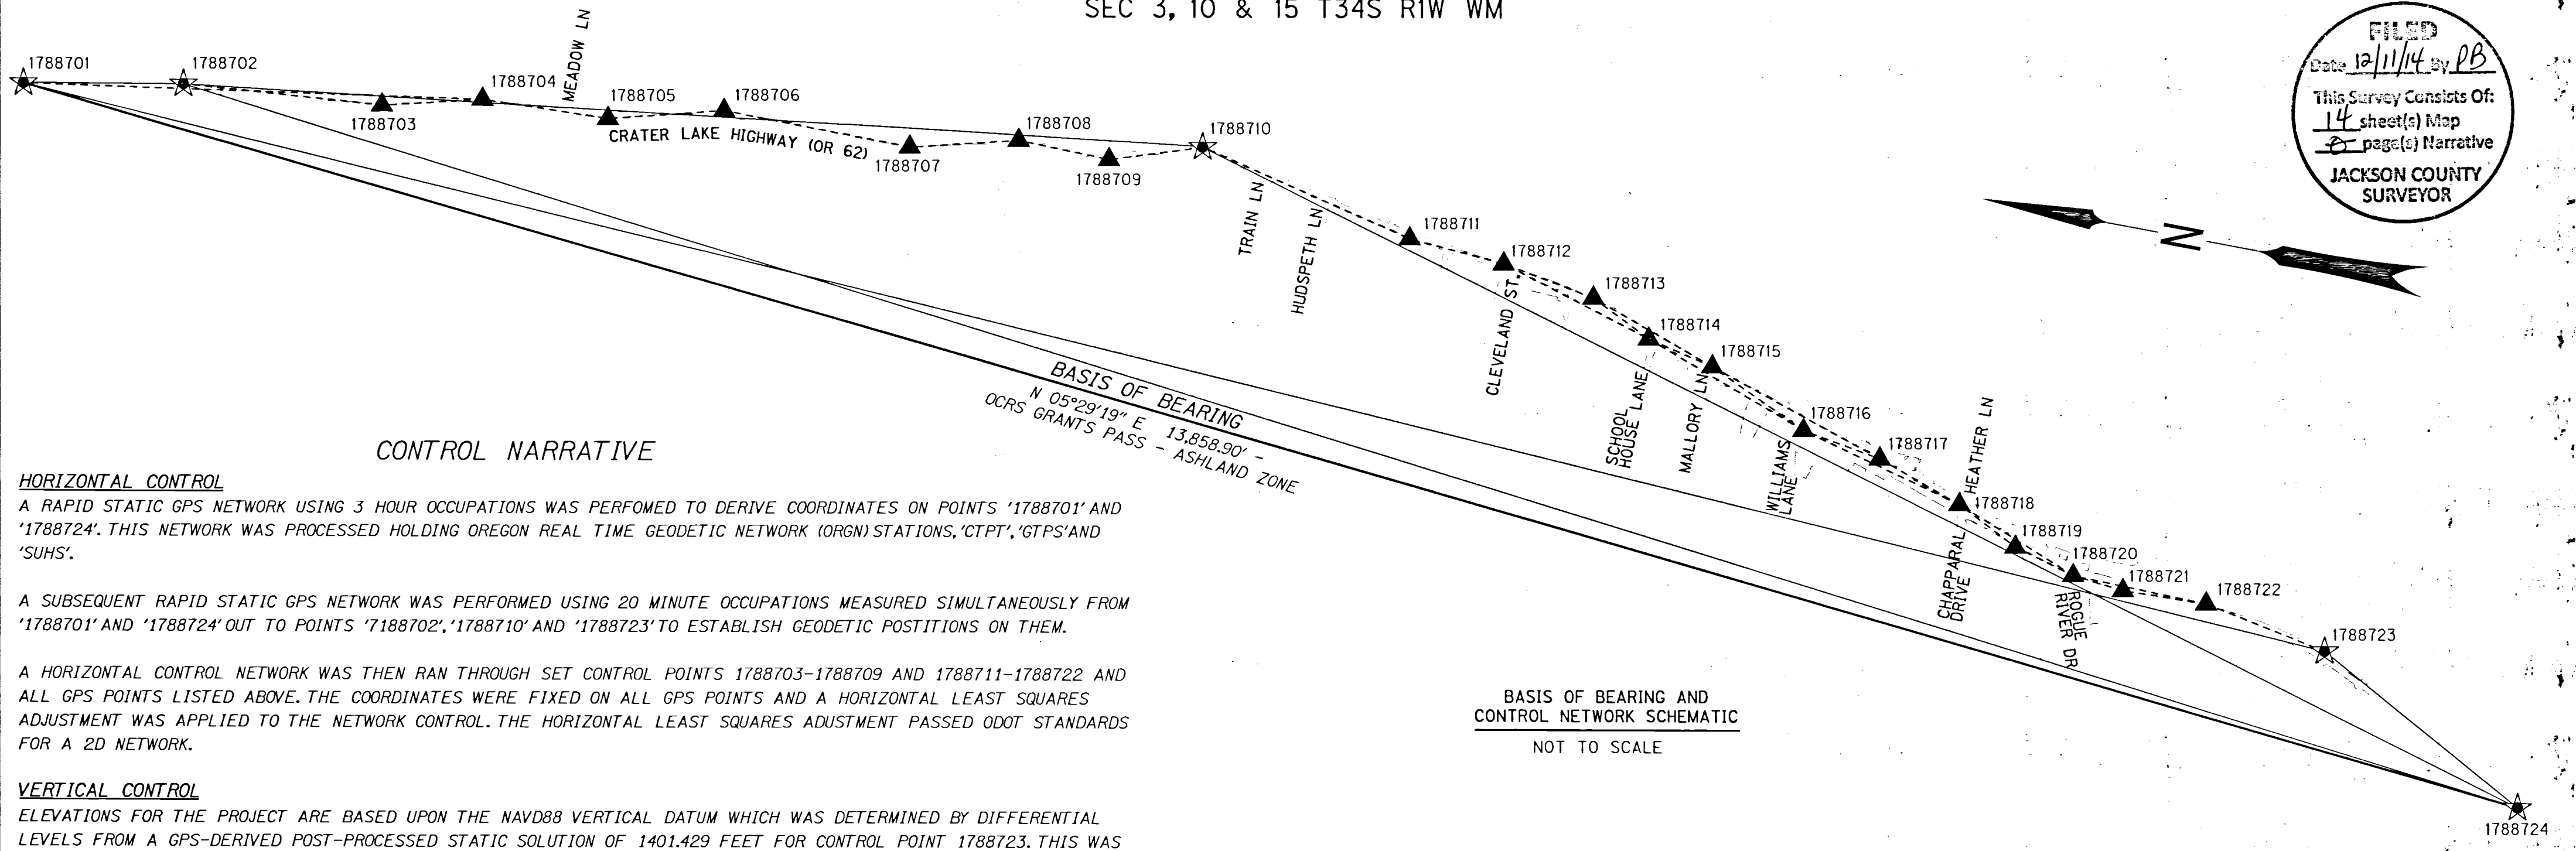 SEC 3, 10 & 15 T34S R1W WM
FILED
Date 12/11/14 By PB
This Survey Consists Of:
14 sheet(s) Map
page(s) Narrative
JACKSON COUNTY
SURVEYOR
1788701
1788702
1788703
1788704
MEADOW LN
1788705
1788706
CRATER LAKE HIGHWAY (OR 62)
1788707
1788708
1788709
1788710
TRAIN LN
HUDSPETH LN
1788711
1788712
CLEVELAND ST.
1788713
1788714
SCHOOL
HOUSE LANE
1788715
MALLORY LN
1788716
WILLIAMS
LANE
1788717
HEATHER LN
1788718
CHAPPARAL
DRIVE
1788719
1788720
ROGUE
RIVER DR
1788721
1788722
1788723
1788724
N
BASIS OF BEARING
N 05°29'19" E 13,858.90' -
OCRS GRANTS PASS - ASHLAND ZONE
BASIS OF BEARING AND
CONTROL NETWORK SCHEMATIC
NOT TO SCALE
CONTROL NARRATIVE
HORIZONTAL CONTROL
A RAPID STATIC GPS NETWORK USING 3 HOUR OCCUPATIONS WAS PERFOMED TO DERIVE COORDINATES ON POINTS '1788701' AND
'1788724'. THIS NETWORK WAS PROCESSED HOLDING OREGON REAL TIME GEODETIC NETWORK (ORGN) STATIONS, 'CTPT', 'GTPS' AND
'SUHS'.
A SUBSEQUENT RAPID STATIC GPS NETWORK WAS PERFORMED USING 20 MINUTE OCCUPATIONS MEASURED SIMULTANEOUSLY FROM
'1788701' AND '1788724' OUT TO POINTS '7188702', '1788710' AND '1788723' TO ESTABLISH GEODETIC POSTITIONS ON THEM.
A HORIZONTAL CONTROL NETWORK WAS THEN RAN THROUGH SET CONTROL POINTS 1788703-1788709 AND 1788711-1788722 AND
ALL GPS POINTS LISTED ABOVE. THE COORDINATES WERE FIXED ON ALL GPS POINTS AND A HORIZONTAL LEAST SQUARES
ADJUSTMENT WAS APPLIED TO THE NETWORK CONTROL. THE HORIZONTAL LEAST SQUARES ADUSTMENT PASSED ODOT STANDARDS
FOR A 2D NETWORK.
VERTICAL CONTROL
ELEVATIONS FOR THE PROJECT ARE BASED UPON THE NAVD88 VERTICAL DATUM WHICH WAS DETERMINED BY DIFFERENTIAL
LEVELS FROM A GPS-DERIVED POST-PROCESSED STATIC SOLUTION OF 1401.429 FEET FOR CONTROL POINT 1788723. THIS WAS